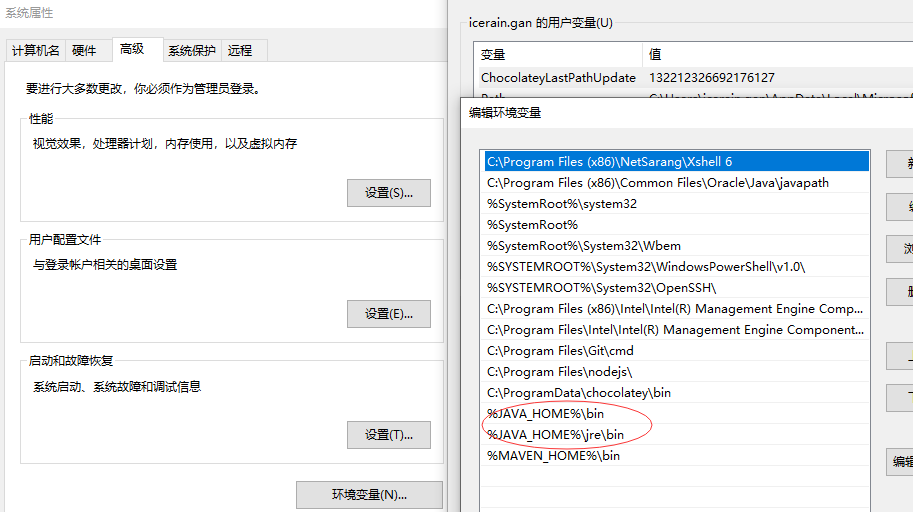 系统属性
计算机名 硬件 高级 系统保护 远程
要进行大多数更改，你必须作为管理员登录。
性能
视觉效果，处理器计划，内存使用，以及虚拟内存
设置(S)...
用户配置文件
与登录帐户相关的桌面设置
设置(E)...
启动和故障恢复
系统启动、系统故障和调试信息
设置(T)...
环境变量(N)...
icerain.gan 的用户变量(U)
变量 值
ChocolateyLastPathUpdate 132212326692176127
编辑环境变量
C:\Program Files (x86)\NetSarang\Xshell 6
C:\Program Files (x86)\Common Files\Oracle\Java\javapath
%SystemRoot%\system32
%SystemRoot%
%SystemRoot%\System32\Wbem
%SYSTEMROOT%\System32\WindowsPowerShell\v1.0\
%SYSTEMROOT%\System32\OpenSSH\
C:\Program Files (x86)\Intel\Intel(R) Management Engine Comp...
C:\Program Files\Intel\Intel(R) Management Engine Component...
C:\Program Files\Git\cmd
C:\Program Files\nodejs\
C:\ProgramData\chocolatey\bin
%JAVA_HOME%\bin
%JAVA_HOME%\jre\bin
%MAVEN_HOME%\bin
编辑